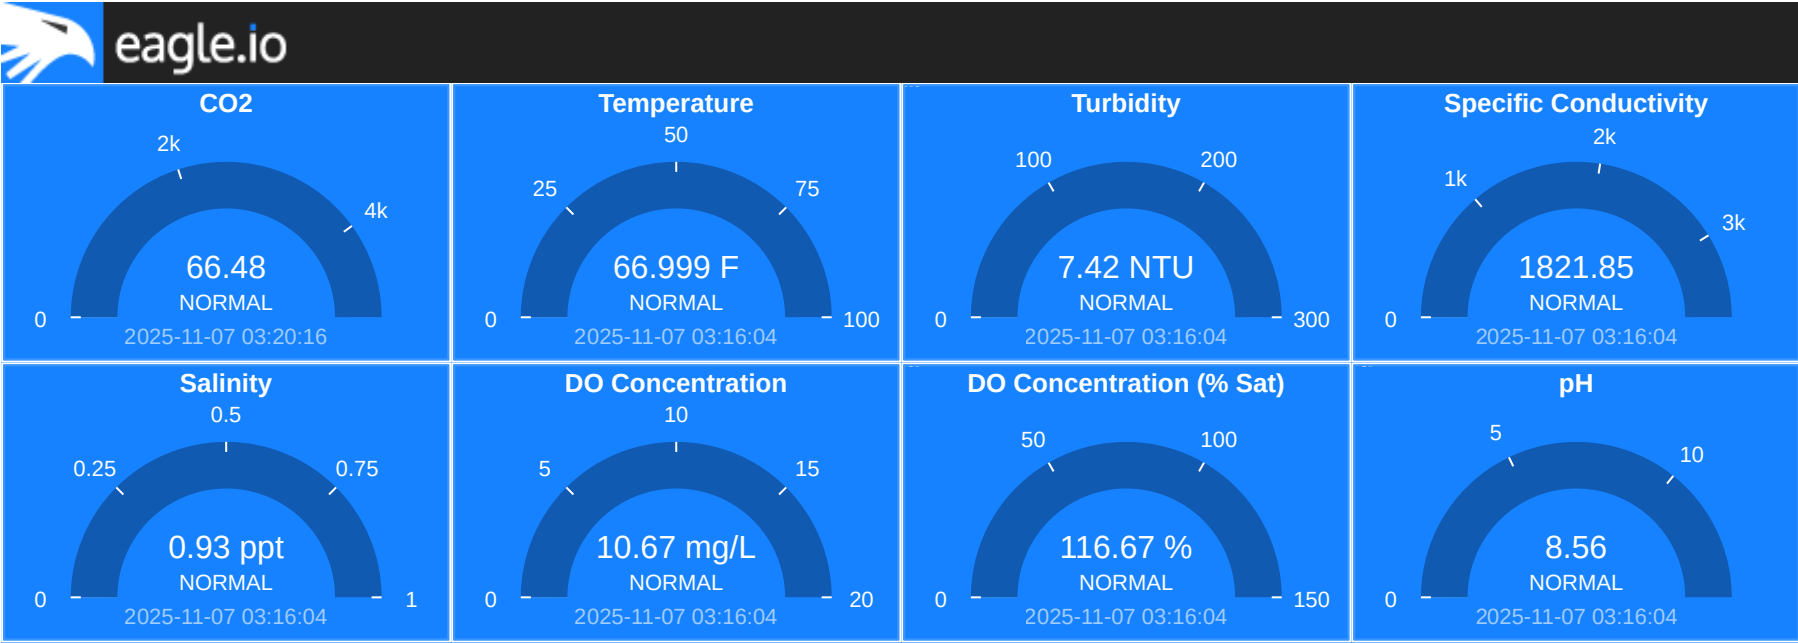 eagle.io
CO2
2k
4k
66.48
NORMAL
0
2025-11-07 03:20:16
Temperature
50
25
75
66.999 F
NORMAL
0
100
2025-11-07 03:16:04
Turbidity
100
200
7.42 NTU
NORMAL
0
300
2025-11-07 03:16:04
Specific Conductivity
2k
1k
3k
1821.85
NORMAL
0
2025-11-07 03:16:04
Salinity
0.5
0.25
0.75
0.93 ppt
NORMAL
0
1
2025-11-07 03:16:04
DO Concentration
10
5
15
10.67 mg/L
NORMAL
0
20
2025-11-07 03:16:04
DO Concentration (% Sat)
50
100
116.67 %
NORMAL
0
150
2025-11-07 03:16:04
pH
5
10
8.56
NORMAL
0
2025-11-07 03:16:04